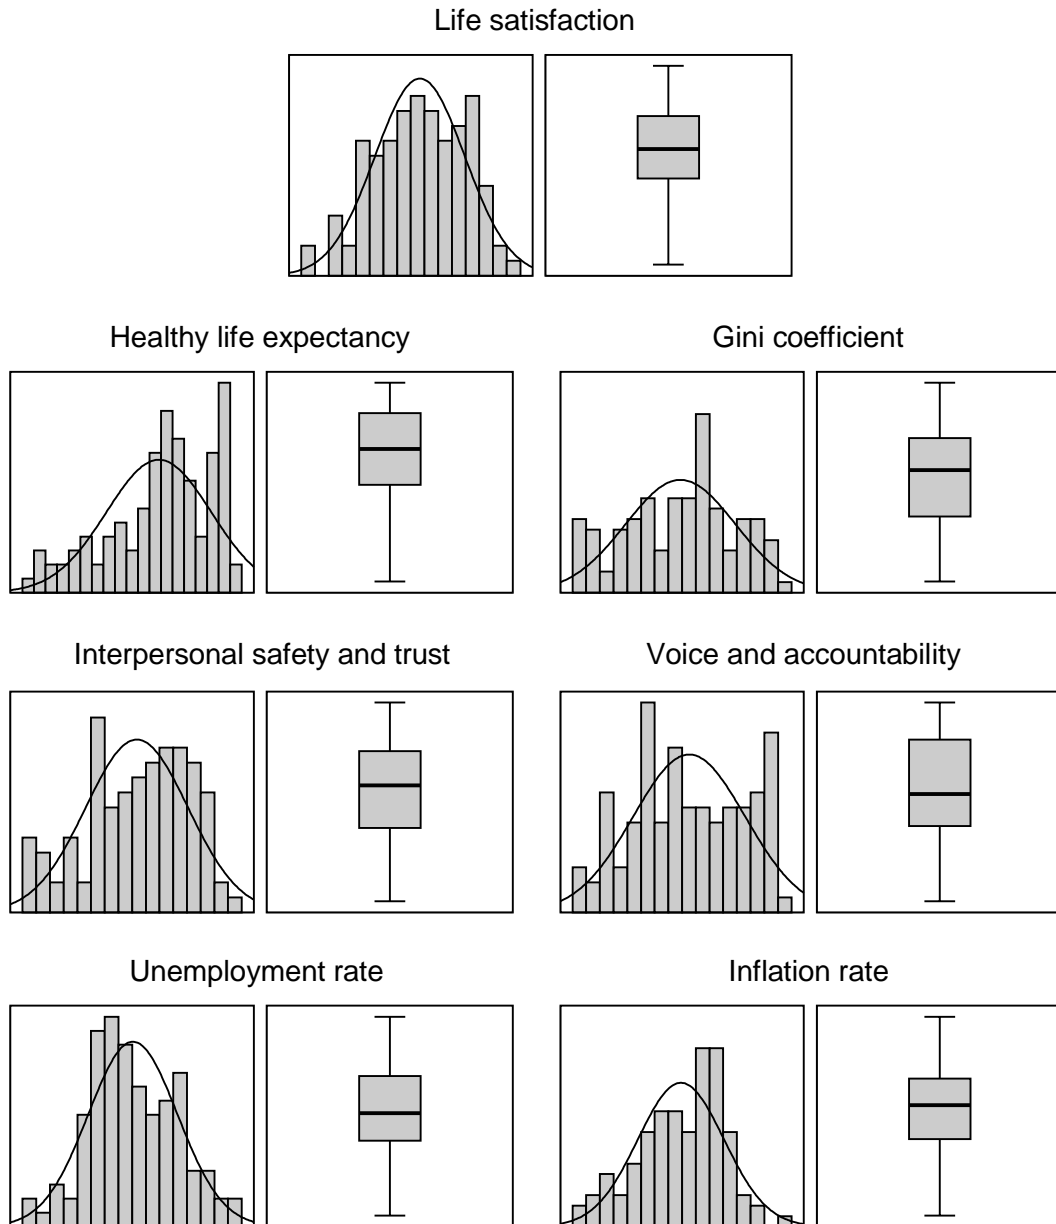 Life satisfaction
Healthy life expectancy
Gini coefficient
Interpersonal safety and trust
Voice and accountability
Unemployment rate
Inflation rate